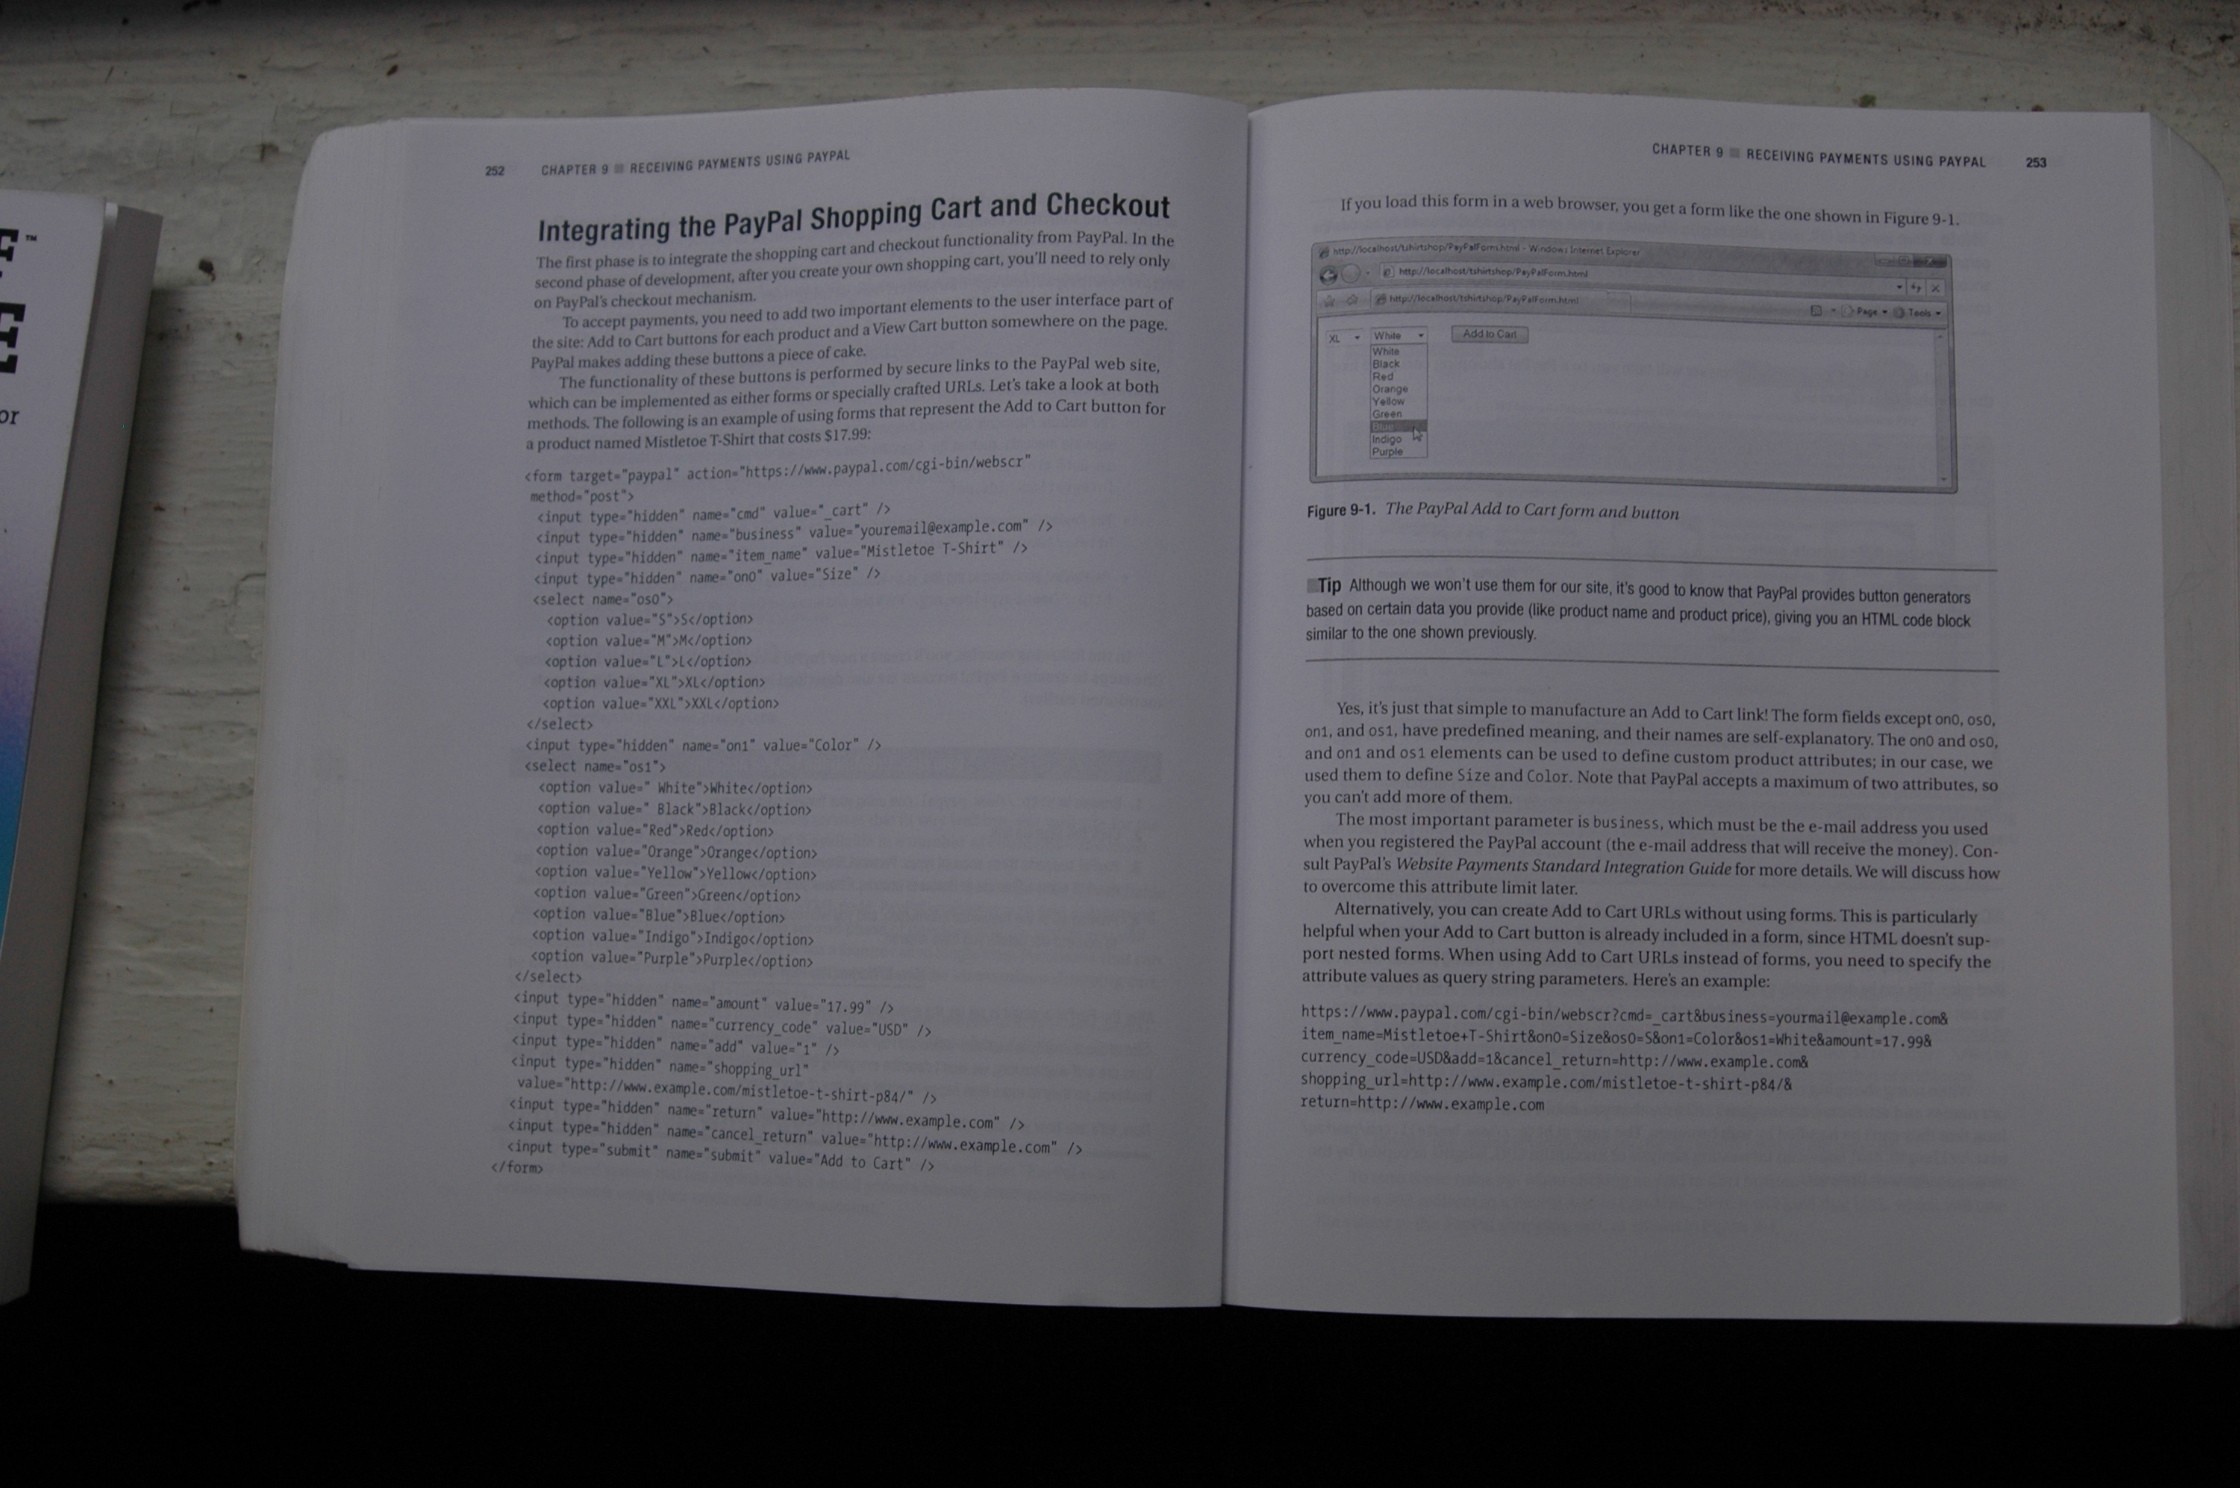 ™
or
252 CHAPTER 9 ■ RECEIVING PAYMENTS USING PAYPAL
Integrating the PayPal Shopping Cart and Checkout
The first phase is to integrate the shopping cart and checkout functionality from PayPal. In the
second phase of development, after you create your own shopping cart, you'll need to rely only
on PayPal's checkout mechanism.
To accept payments, you need to add two important elements to the user interface part of
the site: Add to Cart buttons for each product and a View Cart button somewhere on the page.
PayPal makes adding these buttons a piece of cake.
The functionality of these buttons is performed by secure links to the PayPal web site,
which can be implemented as either forms or specially crafted URLs. Let's take a look at both
methods. The following is an example of using forms that represent the Add to Cart button for
a product named Mistletoe T-Shirt that costs $17.99:
<form target="paypal" action="https://www.paypal.com/cgi-bin/webscr"
method="post">
<input type="hidden" name="cmd" value="_cart" />
<input type="hidden" name="business" value="youremail@example.com" />
<input type="hidden" name="item_name" value="Mistletoe T-Shirt" />
<input type="hidden" name="on0" value="Size" />
<select name="os0">
<option value="S">S</option>
<option value="M">M</option>
<option value="L">L</option>
<option value="XL">XL</option>
<option value="XXL">XXL</option>
</select>
<input type="hidden" name="on1" value="Color" />
<select name="os1">
<option value=" White">White</option>
<option value=" Black">Black</option>
<option value="Red">Red</option>
<option value="Orange">Orange</option>
<option value="Yellow">Yellow</option>
<option value="Green">Green</option>
<option value="Blue">Blue</option>
<option value="Indigo">Indigo</option>
<option value="Purple">Purple</option>
</select>
<input type="hidden" name="amount" value="17.99" />
<input type="hidden" name="currency_code" value="USD" />
<input type="hidden" name="add" value="1" />
<input type="hidden" name="shopping_url"
value="http://www.example.com/mistletoe-t-shirt-p84/" />
<input type="hidden" name="return" value="http://www.example.com" />
<input type="hidden" name="cancel_return" value="http://www.example.com" />
<input type="submit" name="submit" value="Add to Cart" />
</form>
CHAPTER 9 ■ RECEIVING PAYMENTS USING PAYPAL 253
If you load this form in a web browser, you get a form like the one shown in Figure 9-1.
http://localhost/tshirtshop/PayPalForm.html - Windows Internet Explorer
http://localhost/tshirtshop/PayPalForm.html
http://localhost/tshirtshop/PayPalForm.html
Page Tools
XL White Add to Cart
White
Black
Red
Orange
Yellow
Green
Blue
Indigo
Purple
Figure 9-1. The PayPal Add to Cart form and button
■Tip Although we won't use them for our site, it's good to know that PayPal provides button generators
based on certain data you provide (like product name and product price), giving you an HTML code block
similar to the one shown previously.
Yes, it's just that simple to manufacture an Add to Cart link! The form fields except on0, os0,
on1, and os1, have predefined meaning, and their names are self-explanatory. The on0 and os0,
and on1 and os1 elements can be used to define custom product attributes; in our case, we
used them to define Size and Color. Note that PayPal accepts a maximum of two attributes, so
you can't add more of them.
The most important parameter is business, which must be the e-mail address you used
when you registered the PayPal account (the e-mail address that will receive the money). Con-
sult PayPal's Website Payments Standard Integration Guide for more details. We will discuss how
to overcome this attribute limit later.
Alternatively, you can create Add to Cart URLs without using forms. This is particularly
helpful when your Add to Cart button is already included in a form, since HTML doesn't sup-
port nested forms. When using Add to Cart URLs instead of forms, you need to specify the
attribute values as query string parameters. Here's an example:
https://www.paypal.com/cgi-bin/webscr?cmd=_cart&business=yourmail@example.com&
item_name=Mistletoe+T-Shirt&on0=Size&os0=S&on1=Color&os1=White&amount=17.99&
currency_code=USD&add=1&cancel_return=http://www.example.com&
shopping_url=http://www.example.com/mistletoe-t-shirt-p84/&
return=http://www.example.com